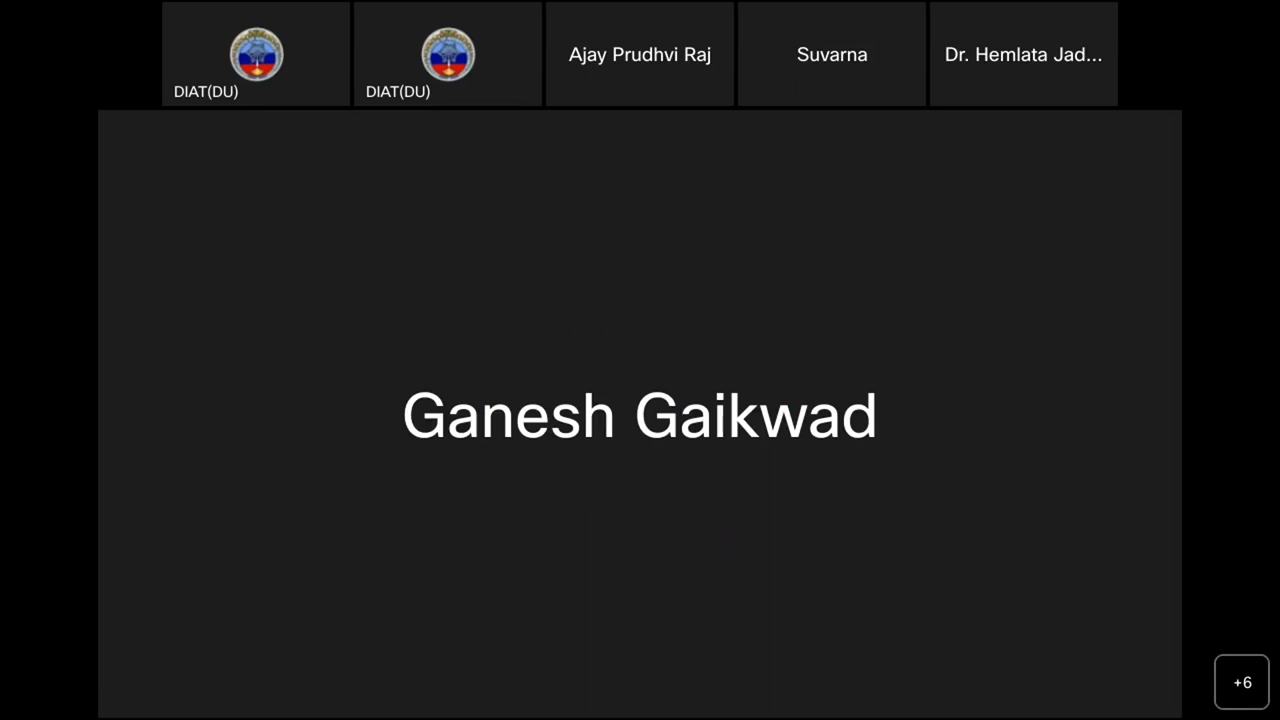 DIAT(DU)
DIAT(DU)
Ajay Prudhvi Raj
Suvarna
Dr. Hemlata Jad...
Ganesh Gaikwad
+6